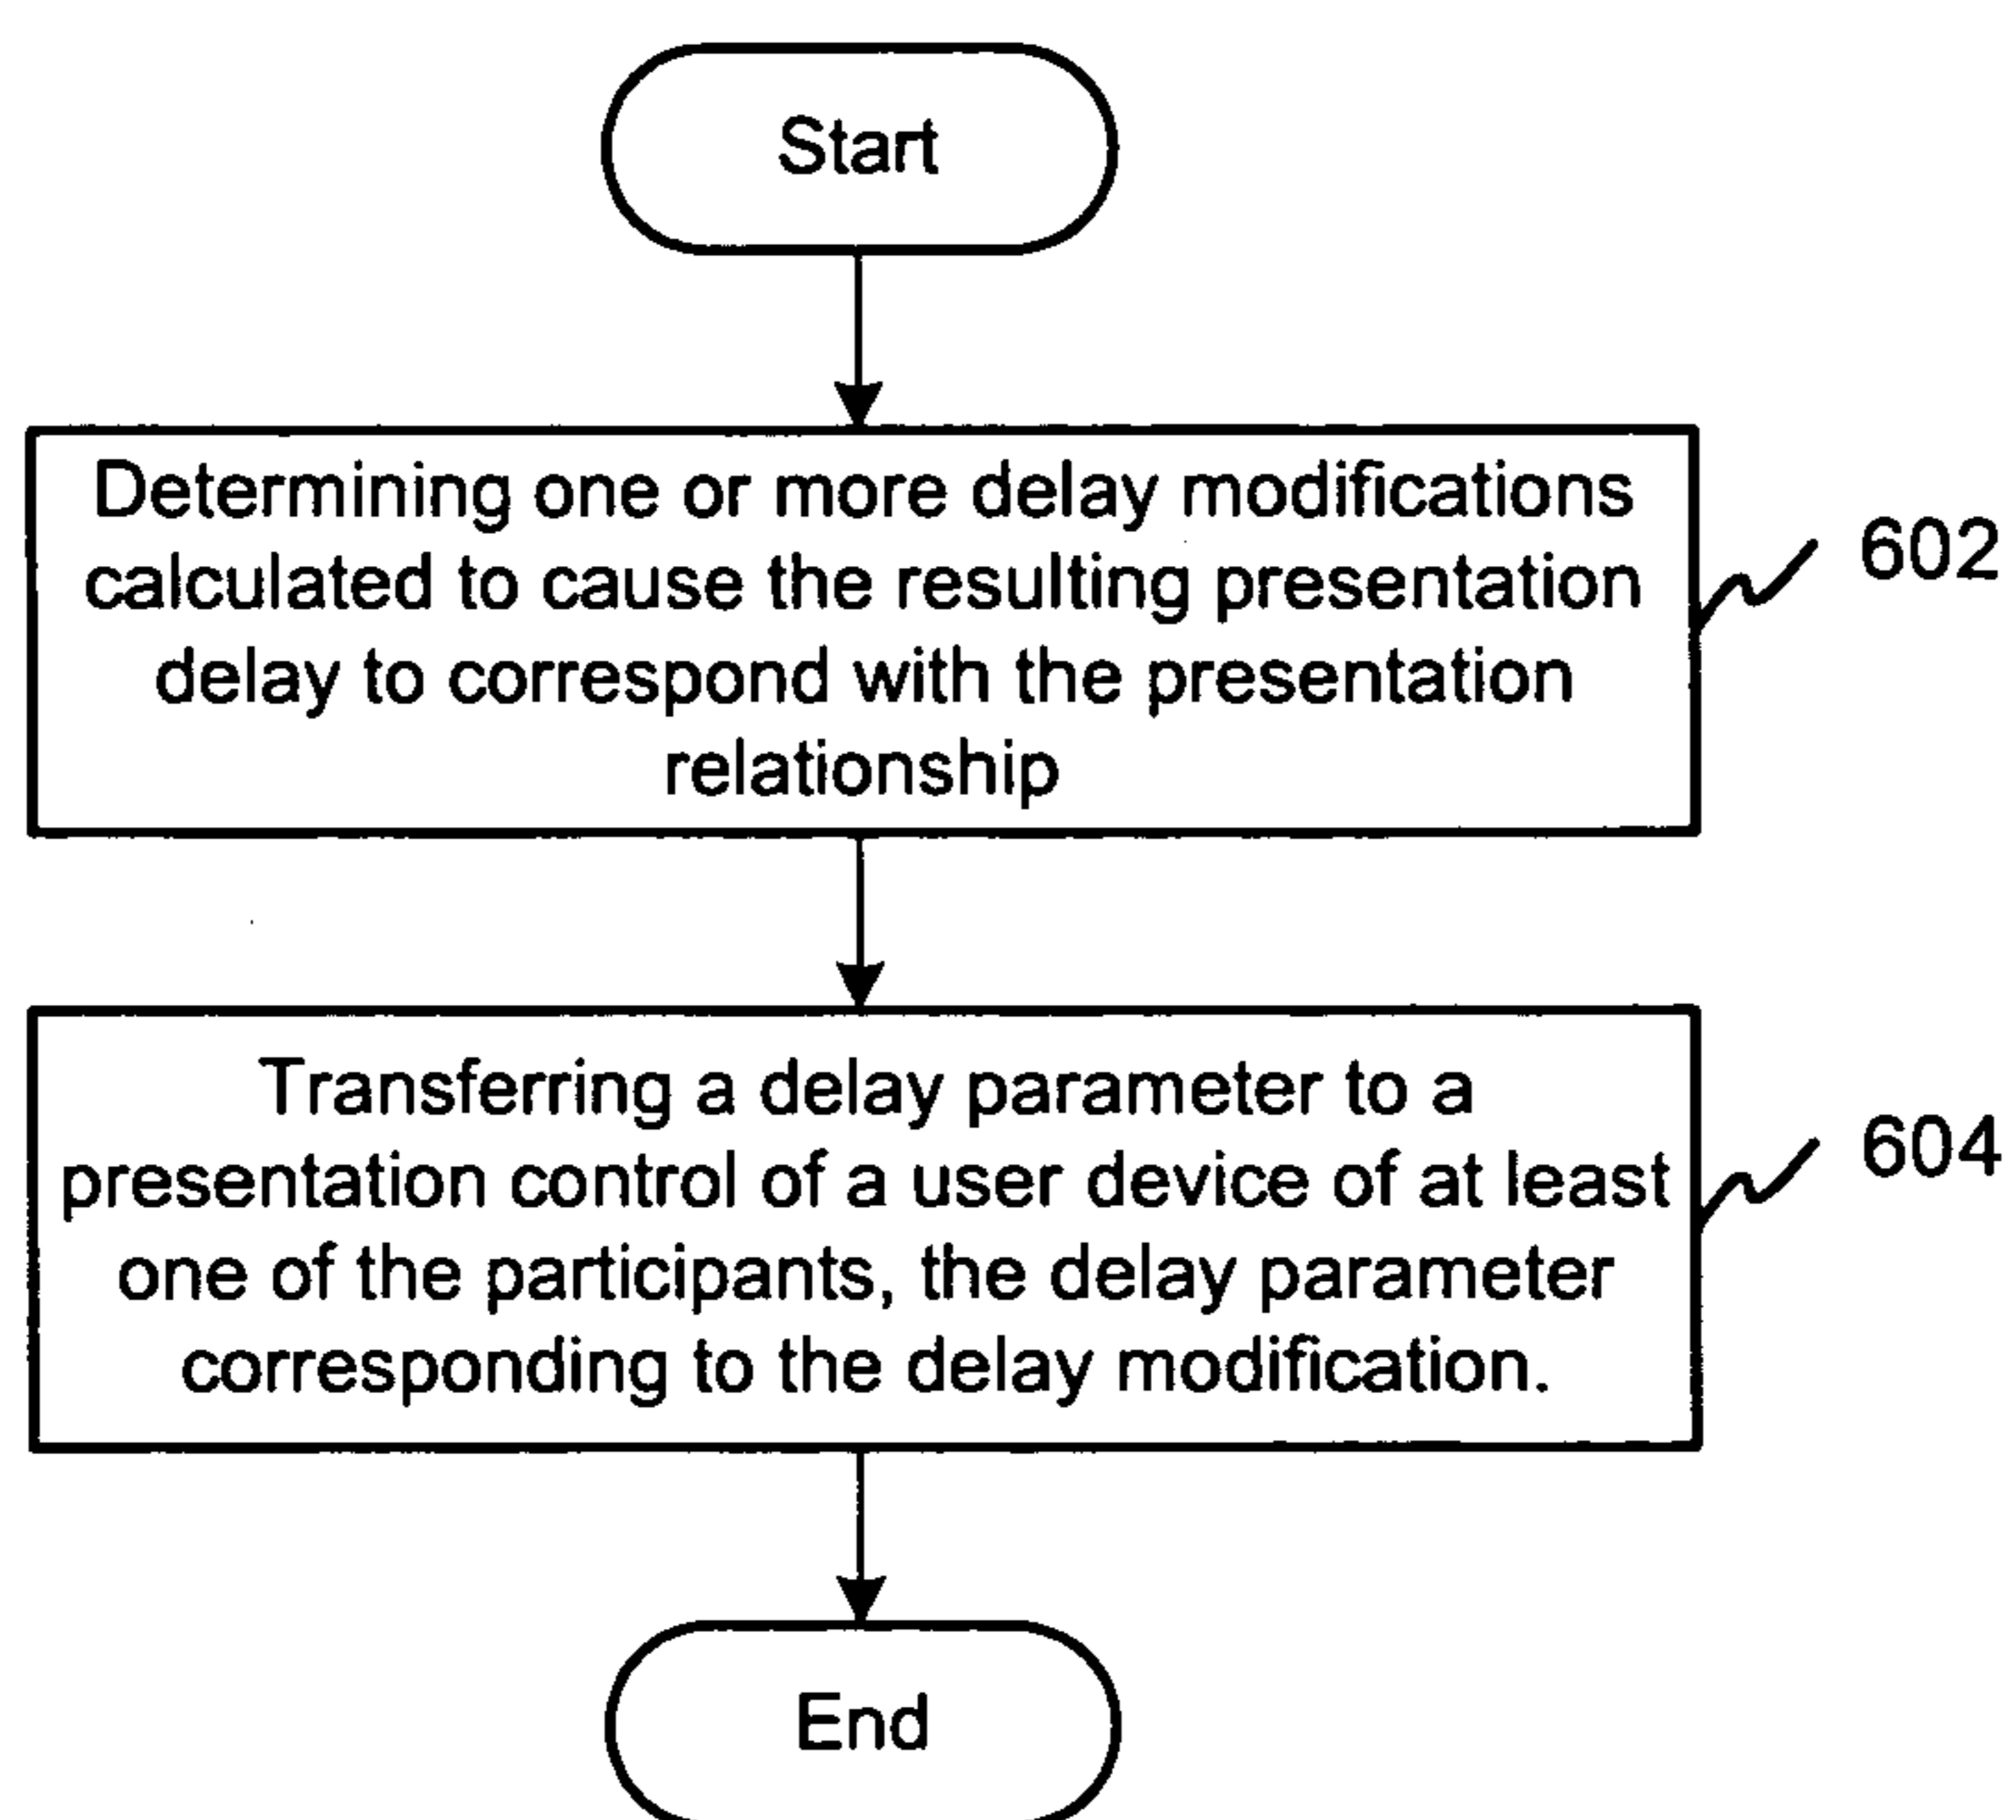 Start
Determining one or more delay modifications
calculated to cause the resulting presentation
delay to correspond with the presentation
relationship
602
Transferring a delay parameter to a
presentation control of a user device of at least
one of the participants, the delay parameter
corresponding to the delay modification.
604
End